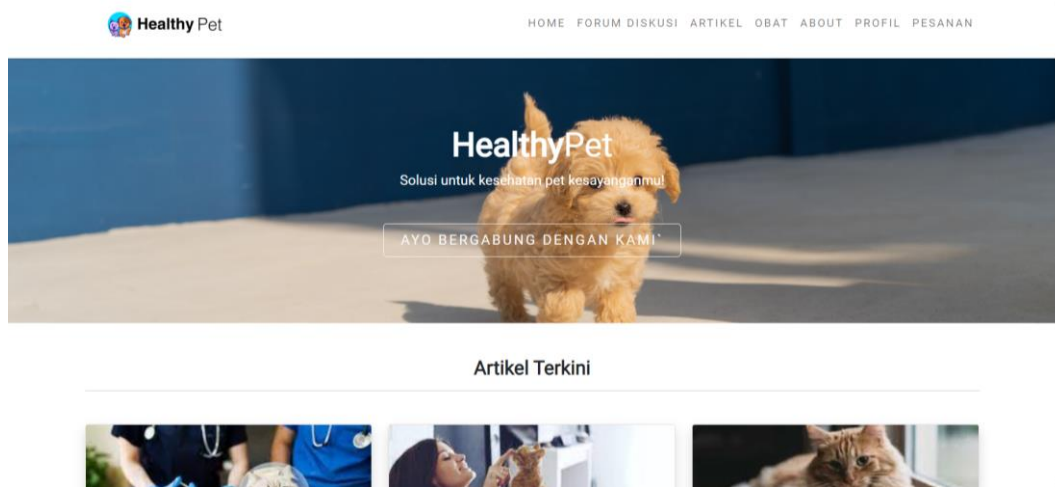 Healthy Pet
HOME FORUM DISKUSI ARTIKEL OBAT ABOUT PROFIL PESANAN
HealthyPet
Solusi untuk kesehatan pet kesayanganmu!
AYO BERGABUNG DENGAN KAMI
Artikel Terkini